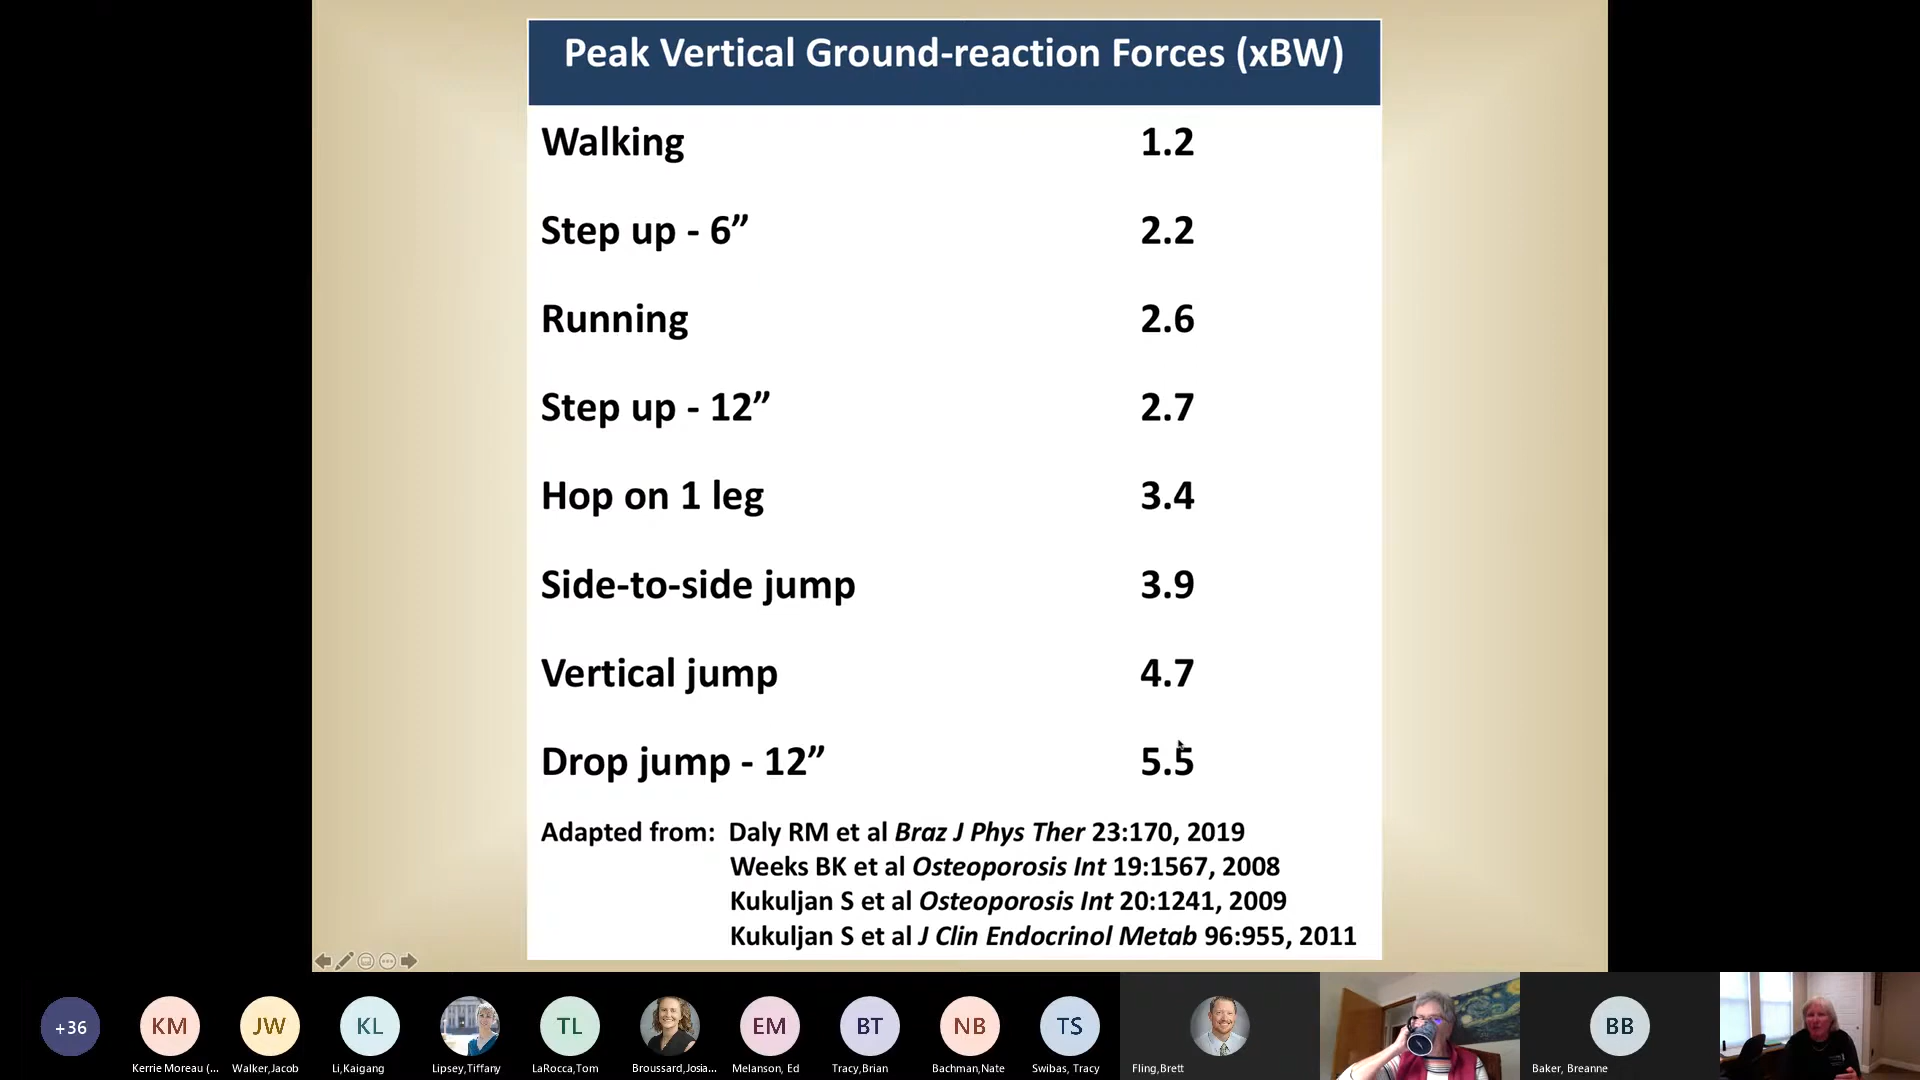 Peak Vertical Ground-reaction Forces (xBW)
Walking 1.2
Step up - 6” 2.2
Running 2.6
Step up - 12” 2.7
Hop on 1 leg 3.4
Side-to-side jump 3.9
Vertical jump 4.7
Drop jump - 12” 5.5
Adapted from: Daly RM et al Braz J Phys Ther 23:170, 2019
Weeks BK et al Osteoporosis Int 19:1567, 2008
Kukuljan S et al Osteoporosis Int 20:1241, 2009
Kukuljan S et al J Clin Endocrinol Metab 96:955, 2011
+36 KM JW KL TL EM BT NB TS BB
Kerrie Moreau (... Walker,Jacob Li,Kaigang Lipsey,Tiffany LaRocca,Tom Broussard,Josia... Melanson, Ed Tracy,Brian Bachman,Nate Swibas, Tracy Fling,Brett Baker, Breanne